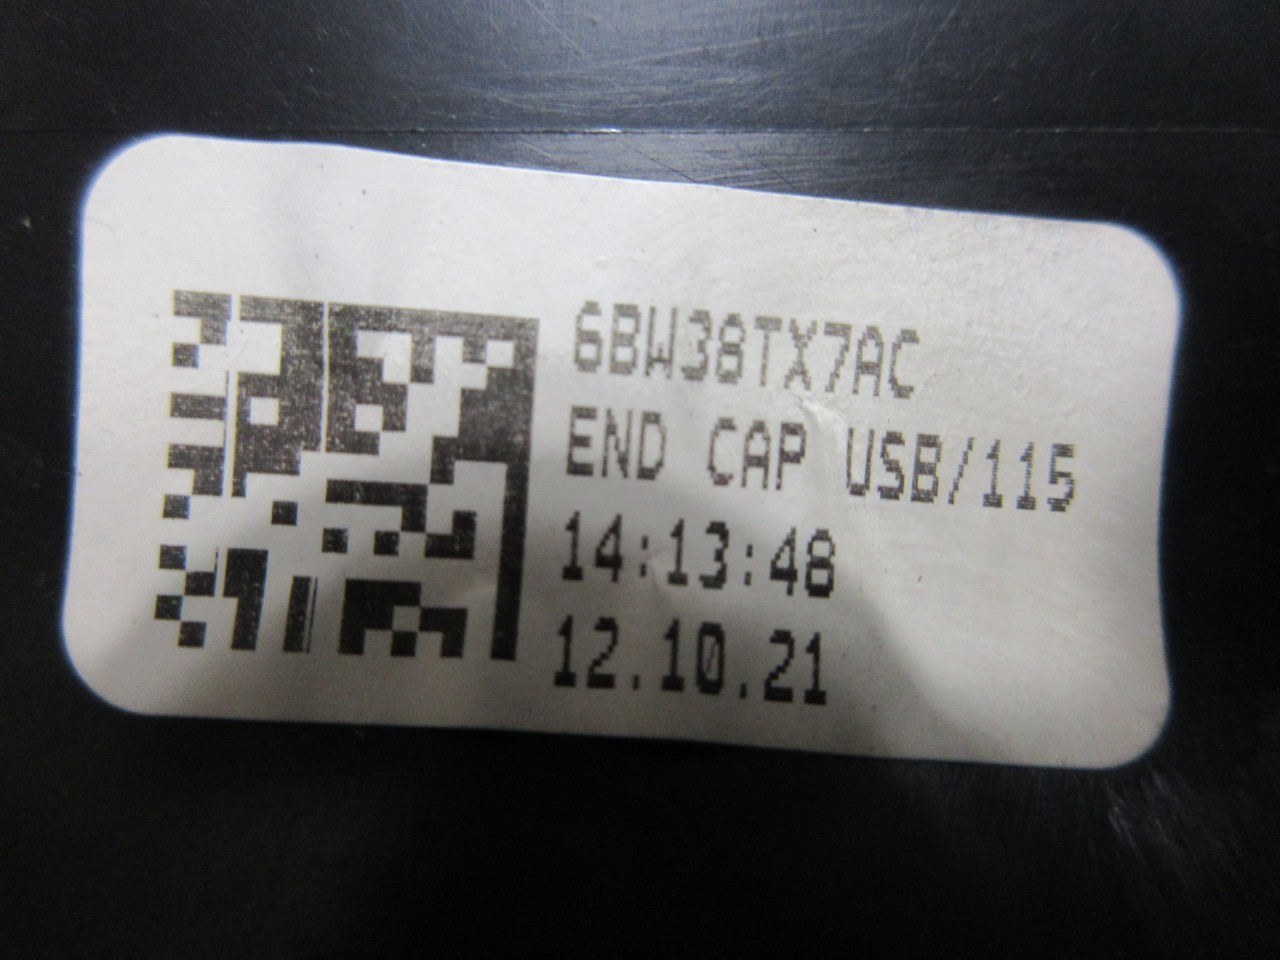 6BW38TX7AC
END CAP USB/115
14:13:48
12.10.21